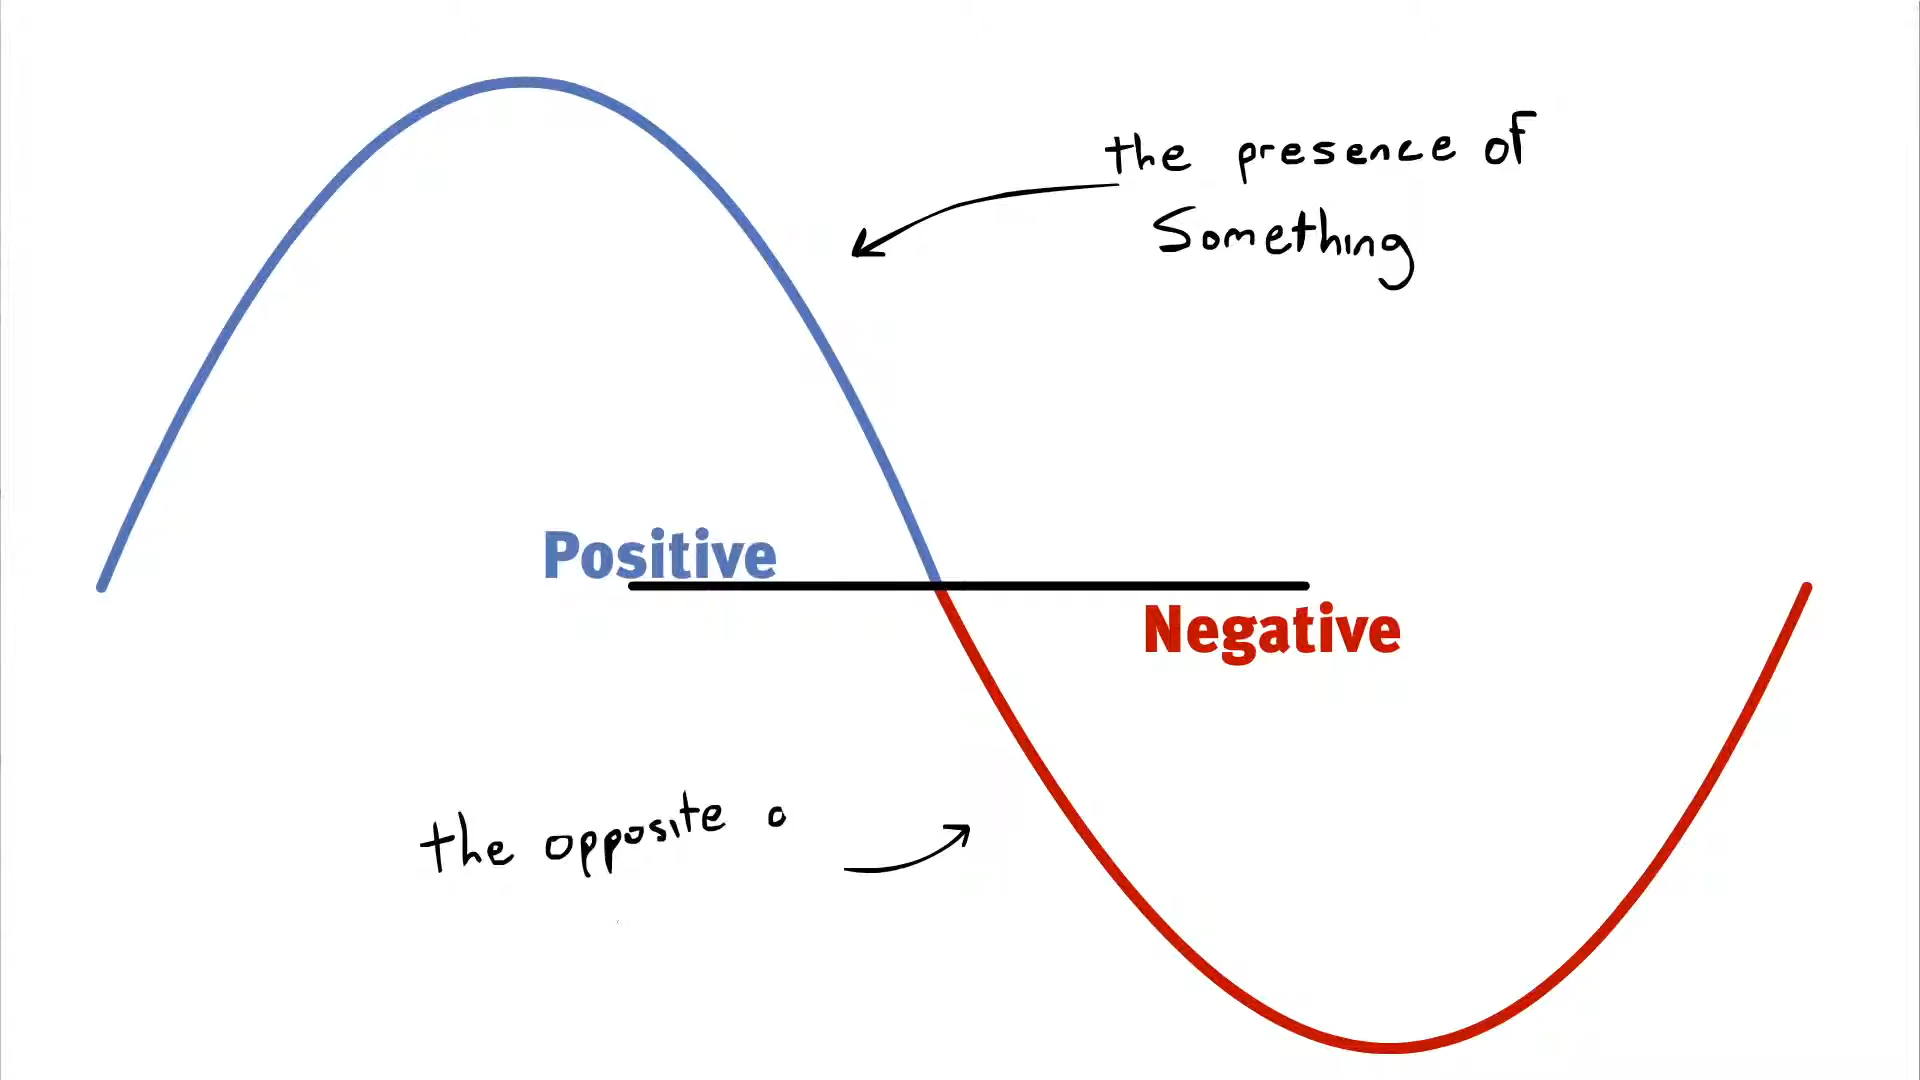 the presence of
Something
Positive
Negative
the opposite o